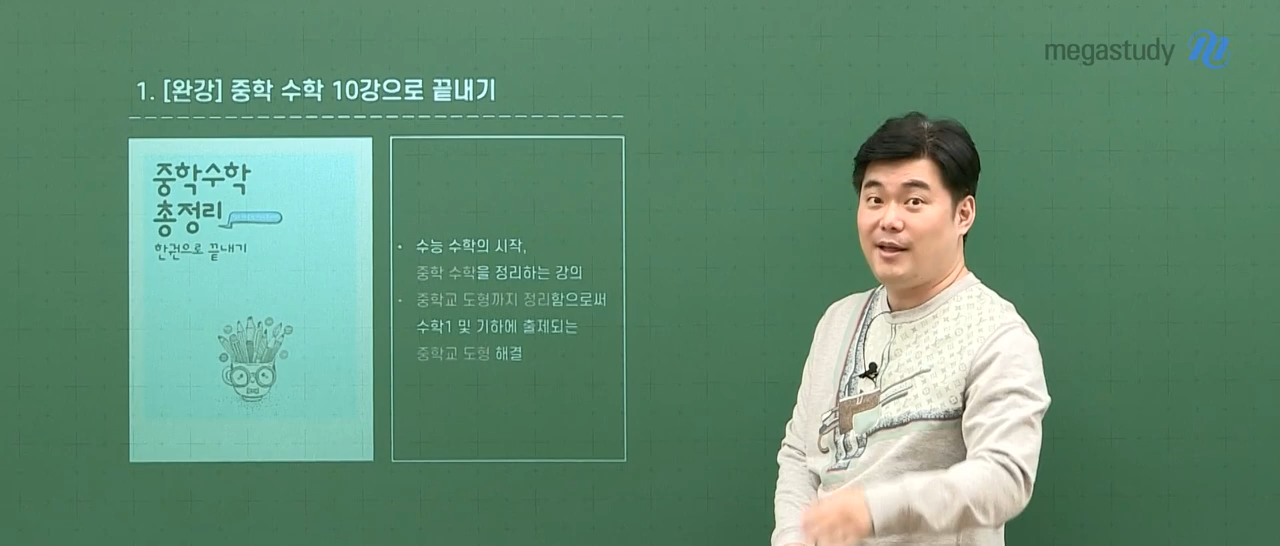 megastudy
1. [완강] 중학 수학 10강으로 끝내기
중학수학
총정리
한권으로 끝내기
• 수능 수학의 시작,
중학 수학을 정리하는 강의
• 중학교 도형까지 정리함으로써
수학1 및 기하에 출제되는
중학교 도형 해결